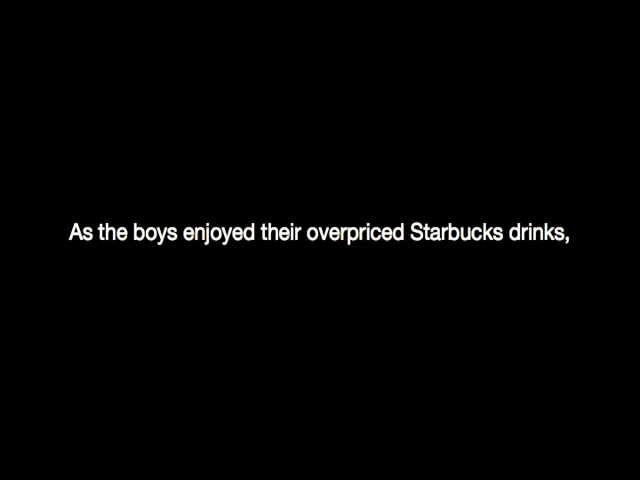 As the boys enjoyed their overpriced Starbucks drinks,